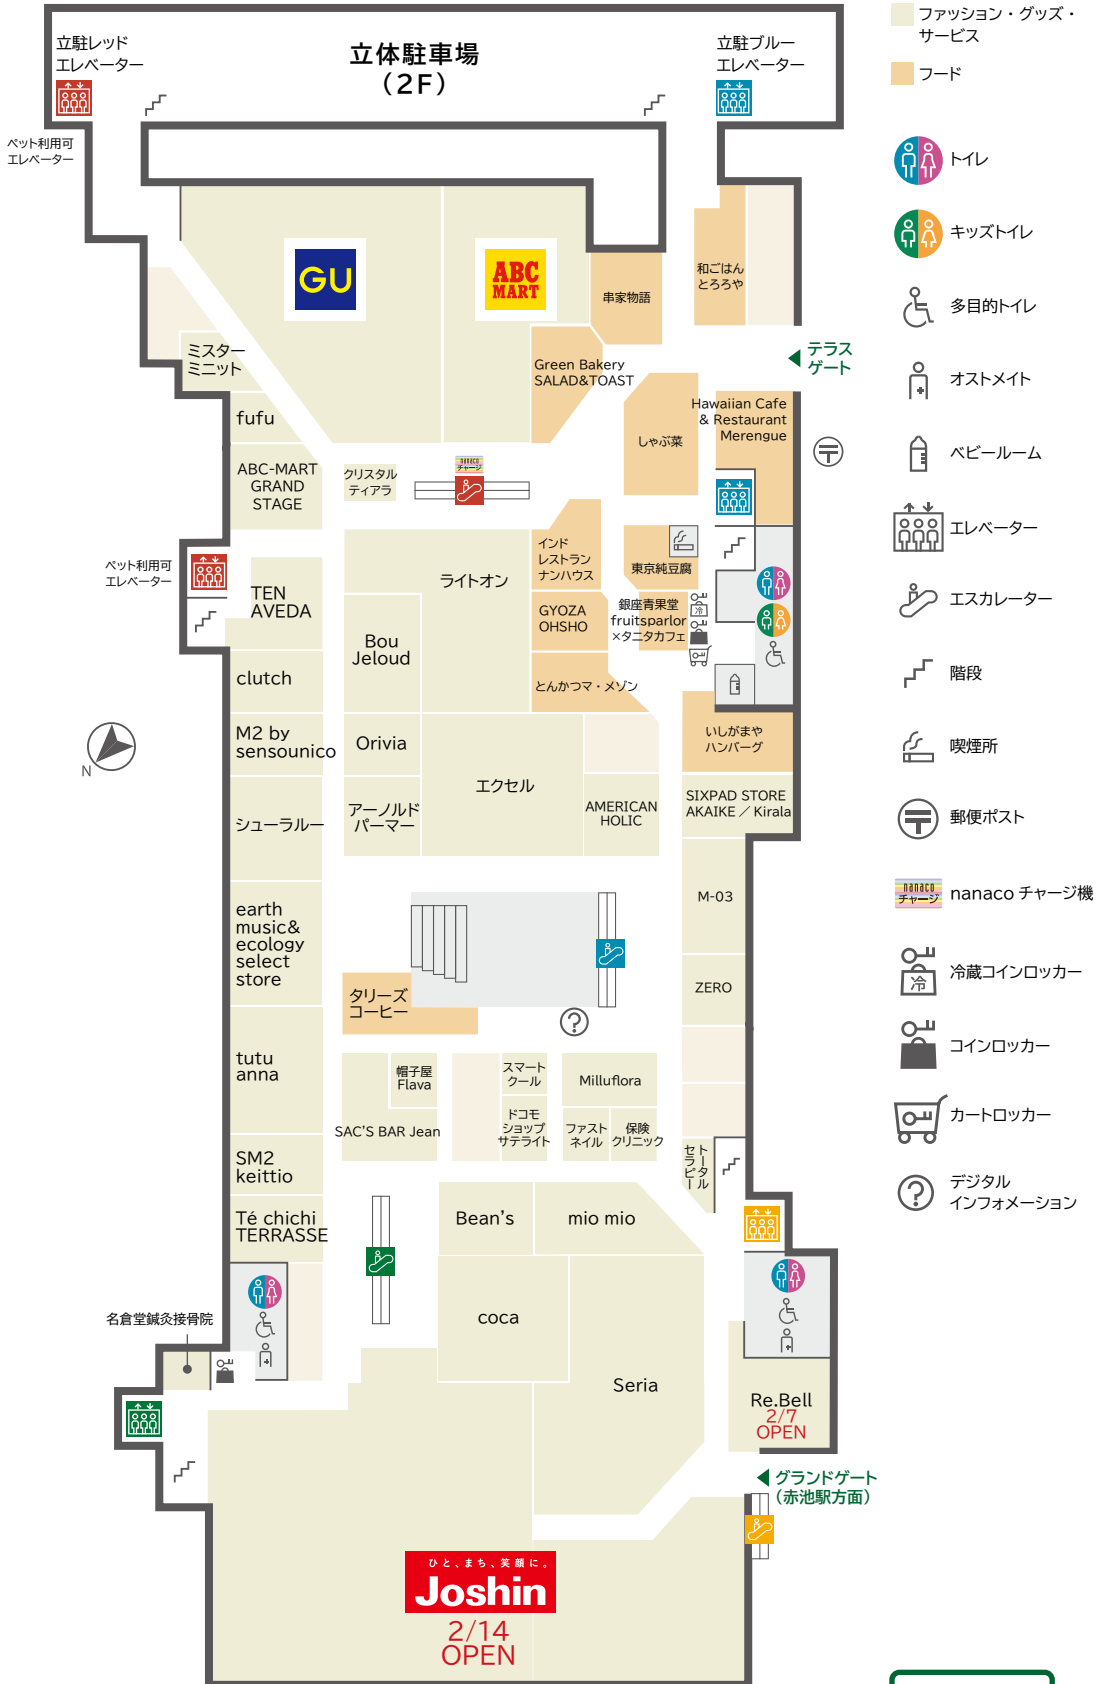 立駐レッド
エレベーター
立体駐車場
（2F）
立駐ブルー
エレベーター
ペット利用可
エレベーター
GU
ABC
MART
串家物語
和ごはん
とろろや
ミスター
ミニット
Green Bakery
SALAD&TOAST
テラス
ゲート
fufu
しゃぶ菜
Hawaiian Cafe
& Restaurant
Merengue
ABC-MART
GRAND
STAGE
クリスタル
ティアラ
nanaco
チャージ
ペット利用可
エレベーター
TEN
AVEDA
ライトオン
インド
レストラン
ナンハウス
東京純豆腐
Bou
Jeloud
GYOZA
OHSHO
銀座青果堂
fruitsparlor
×タニタカフェ
冷
clutch
とんかつマ・メゾン
M2 by
sensounico
Orivia
いしがまや
ハンバーグ
N
エクセル
シューラルー
アーノルド
パーマー
AMERICAN
HOLIC
SIXPAD STORE
AKAIKE ／ Kirala
M-03
earth
music&
ecology
select
store
タリーズ
コーヒー
ZERO
?
tutu
anna
帽子屋
Flava
SAC'S BAR Jean
スマート
クール
ドコモ
ショップ
サテライト
Milluflora
ファスト
ネイル
保険
クリニック
トータル
セラピー
SM2
keittio
Té chichi
TERRASSE
Bean's
mio mio
名倉堂鍼灸接骨院
coca
Seria
Re.Bell
2/7
OPEN
グランドゲート
（赤池駅方面）
ひと、まち、笑顔に。
Joshin
2/14
OPEN
ファッション・グッズ・
サービス
フード
トイレ
キッズトイレ
多目的トイレ
オストメイト
ベビールーム
エレベーター
エスカレーター
階段
喫煙所
郵便ポスト
nanaco
チャージ
nanaco チャージ機
冷
冷蔵コインロッカー
コインロッカー
カートロッカー
?
デジタル
インフォメーション